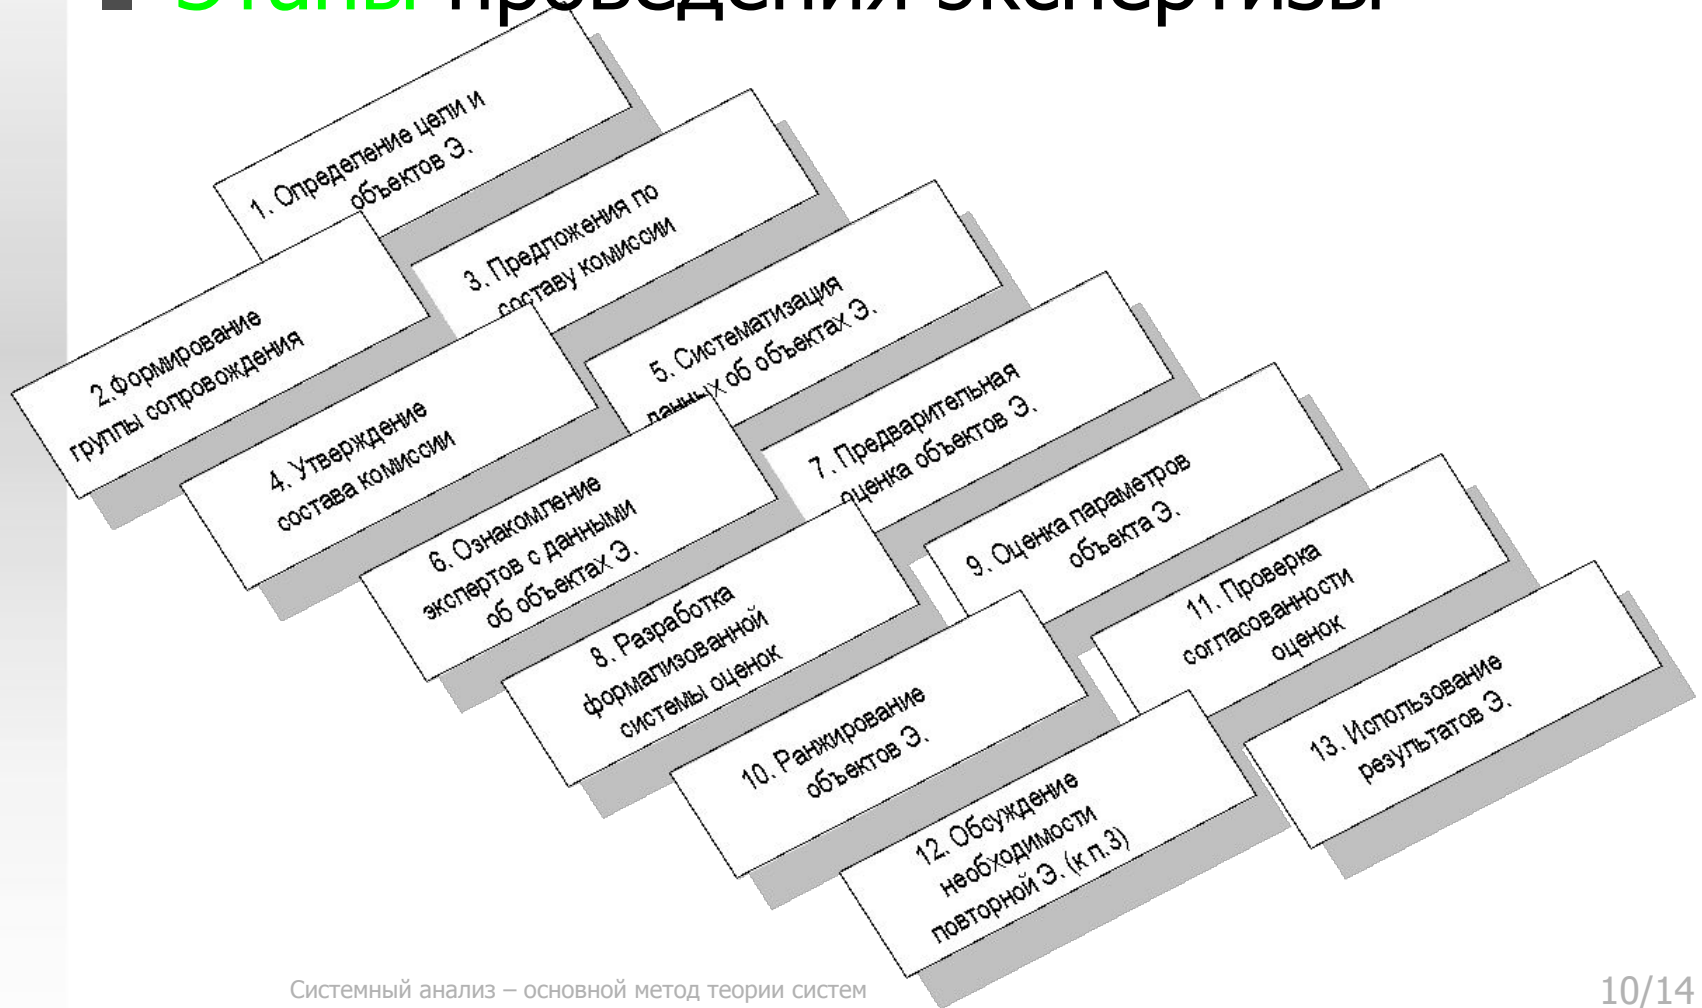 Этапы проведения экспертизы
1. Определение цели и
объектов Э.
2.Формирование
группы сопровождения
3. Предложения по
составу комиссии
4. Утверждение
состава комиссии
5. Систематизация
данных об объектах Э.
6. Ознакомление
экспертов с данными
об объектах Э.
7. Предварительная
оценка объектов Э.
8. Разработка
формализованной
системы оценок
9. Оценка параметров
объекта Э.
10. Ранжирование
объектов Э.
11. Проверка
согласованности
оценок
12. Обсуждение
необходимости
повторной Э. (к п.3)
13. Использование
результатов Э.
Системный анализ – основной метод теории систем
10/14